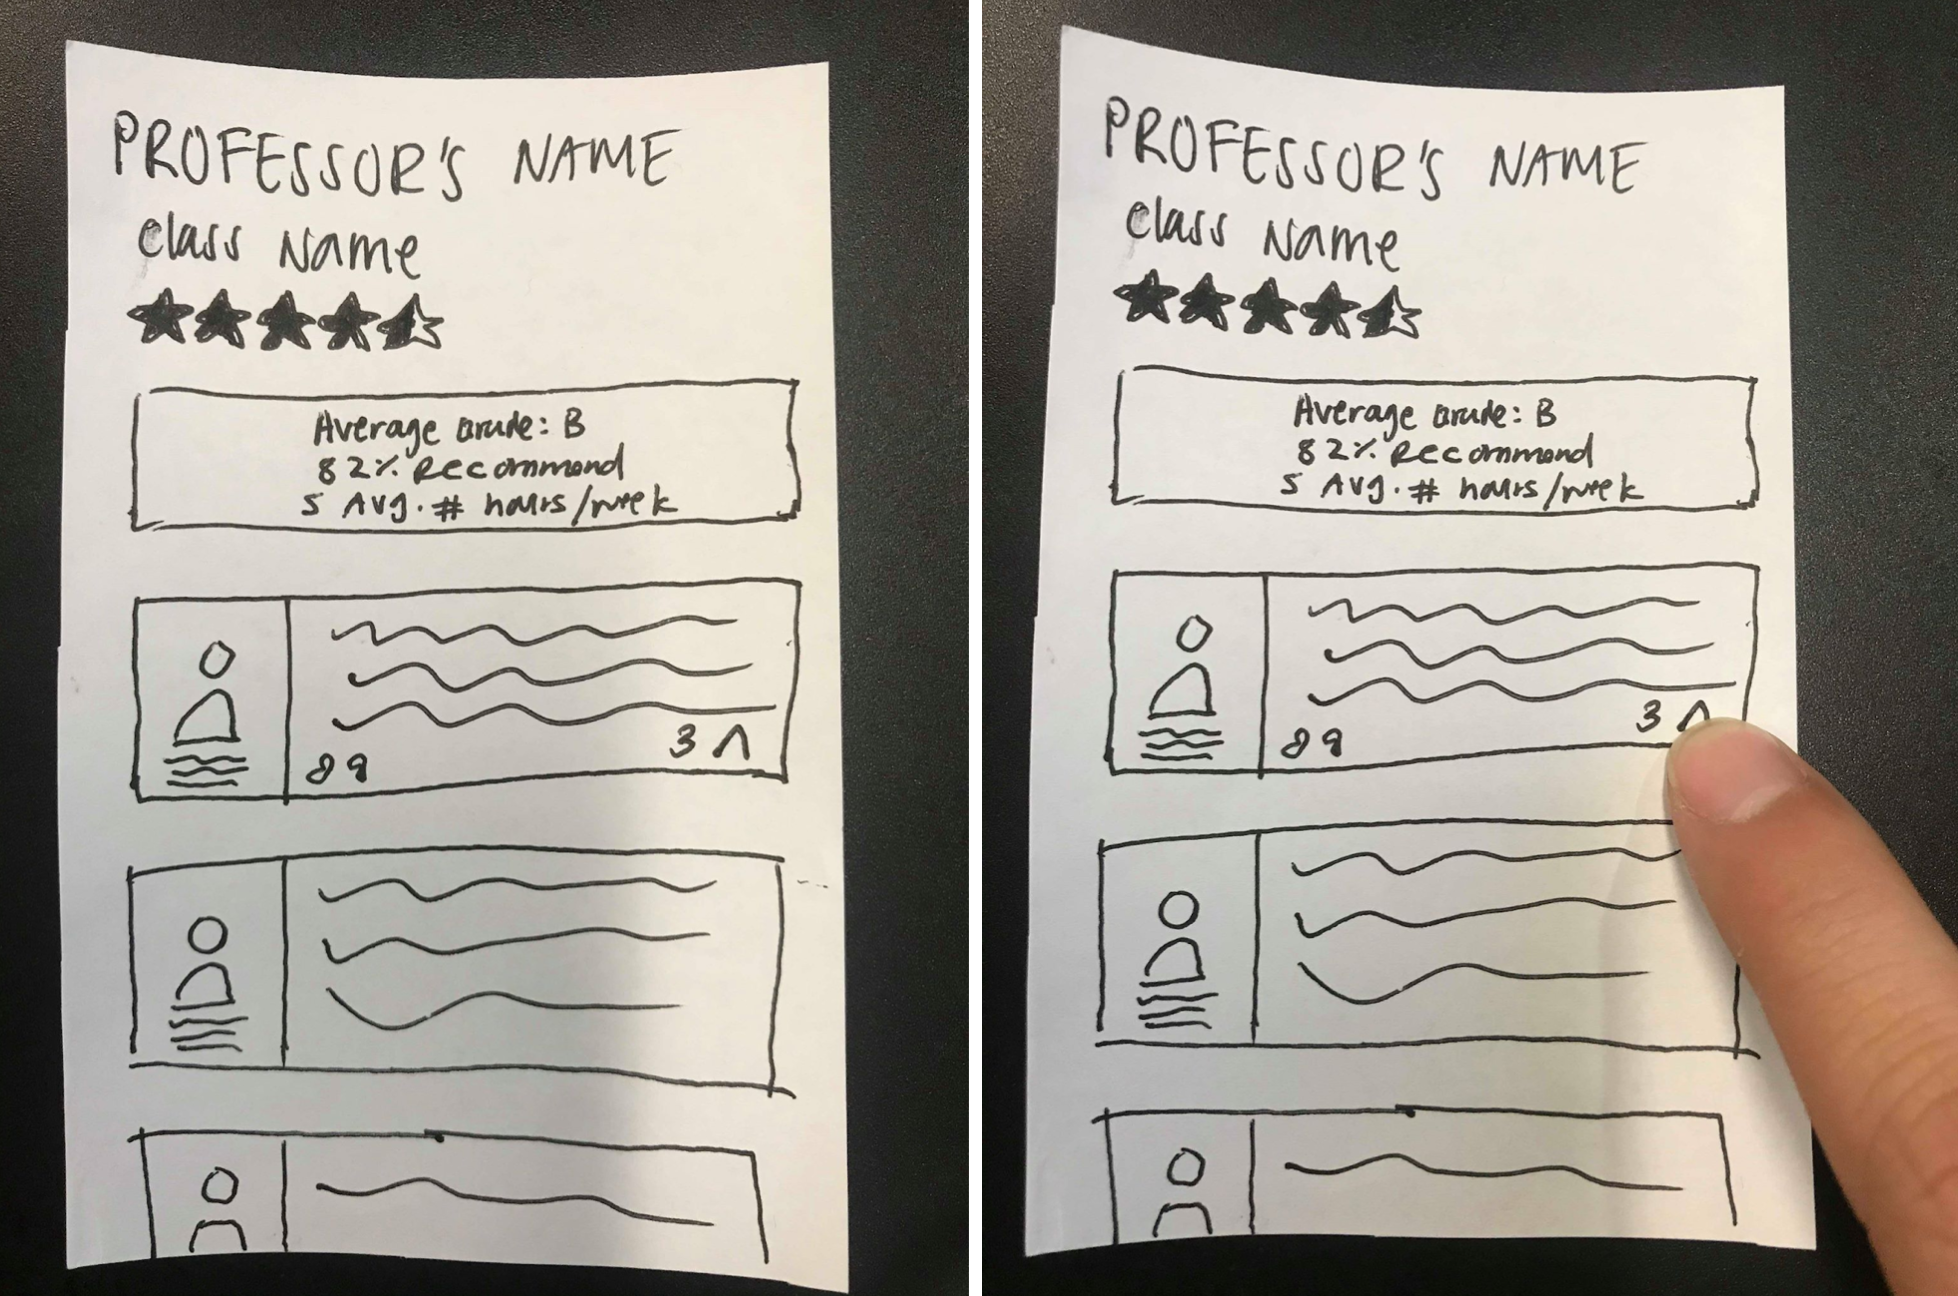 PROFESSOR'S NAME
Class Name
Average Grade: B
82% Recommend
5 Avg. # hours/week
3
PROFESSOR'S NAME
Class Name
Average Grade: B
82% Recommend
5 Avg. # hours/week
3